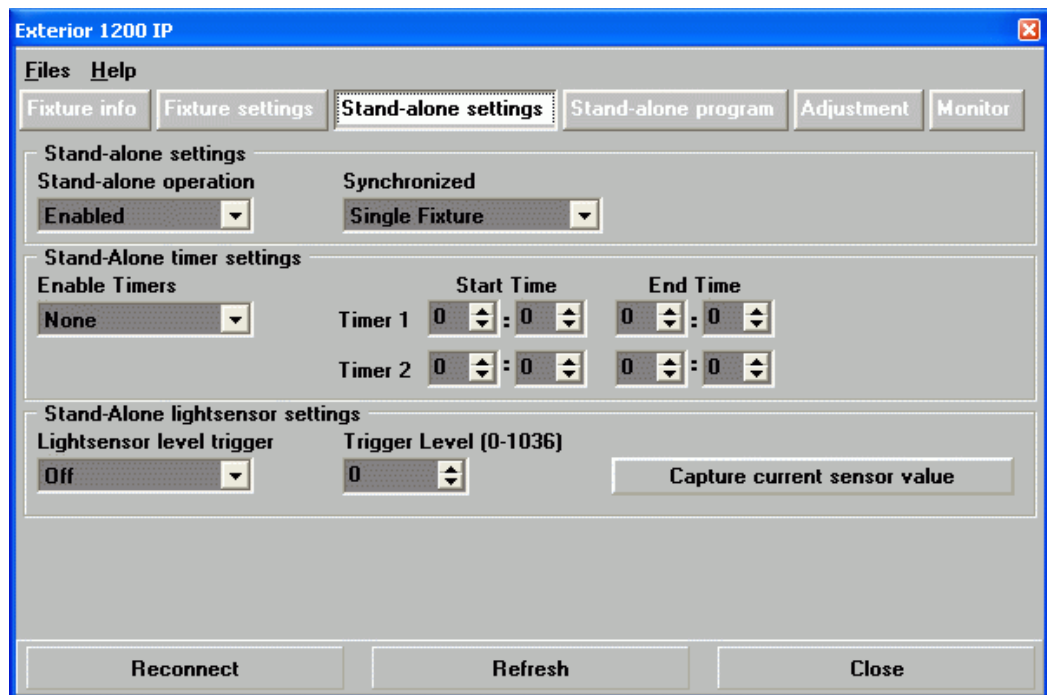 Exterior 1200 IP
Files Help
Fixture info Fixture settings Stand-alone settings Stand-alone program Adjustment Monitor
Stand-alone settings
Stand-alone operation Synchronized
Enabled Single Fixture
Stand-Alone timer settings
Enable Timers Start Time End Time
None Timer 1 0 : 0 0 : 0
Timer 2 0 : 0 0 : 0
Stand-Alone lightsensor settings
Lightsensor level trigger Trigger Level (0-1036)
Off 0 Capture current sensor value
Reconnect Refresh Close